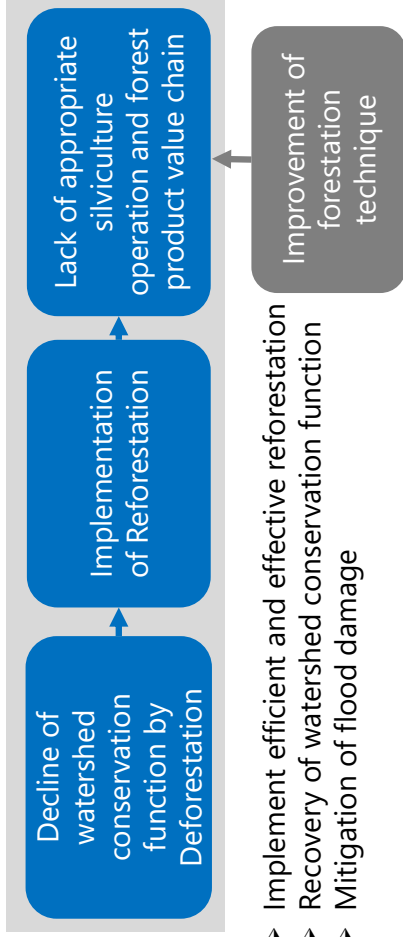 Decline of
watershed
conservation
function by
Deforestation
Implementation
of Reforestation
Lack of appropriate
silviculture
operation and forest
product value chain
Improvement of
forestation
technique
Implement efficient and effective reforestation
Recovery of watershed conservation function
Mitigation of flood damage